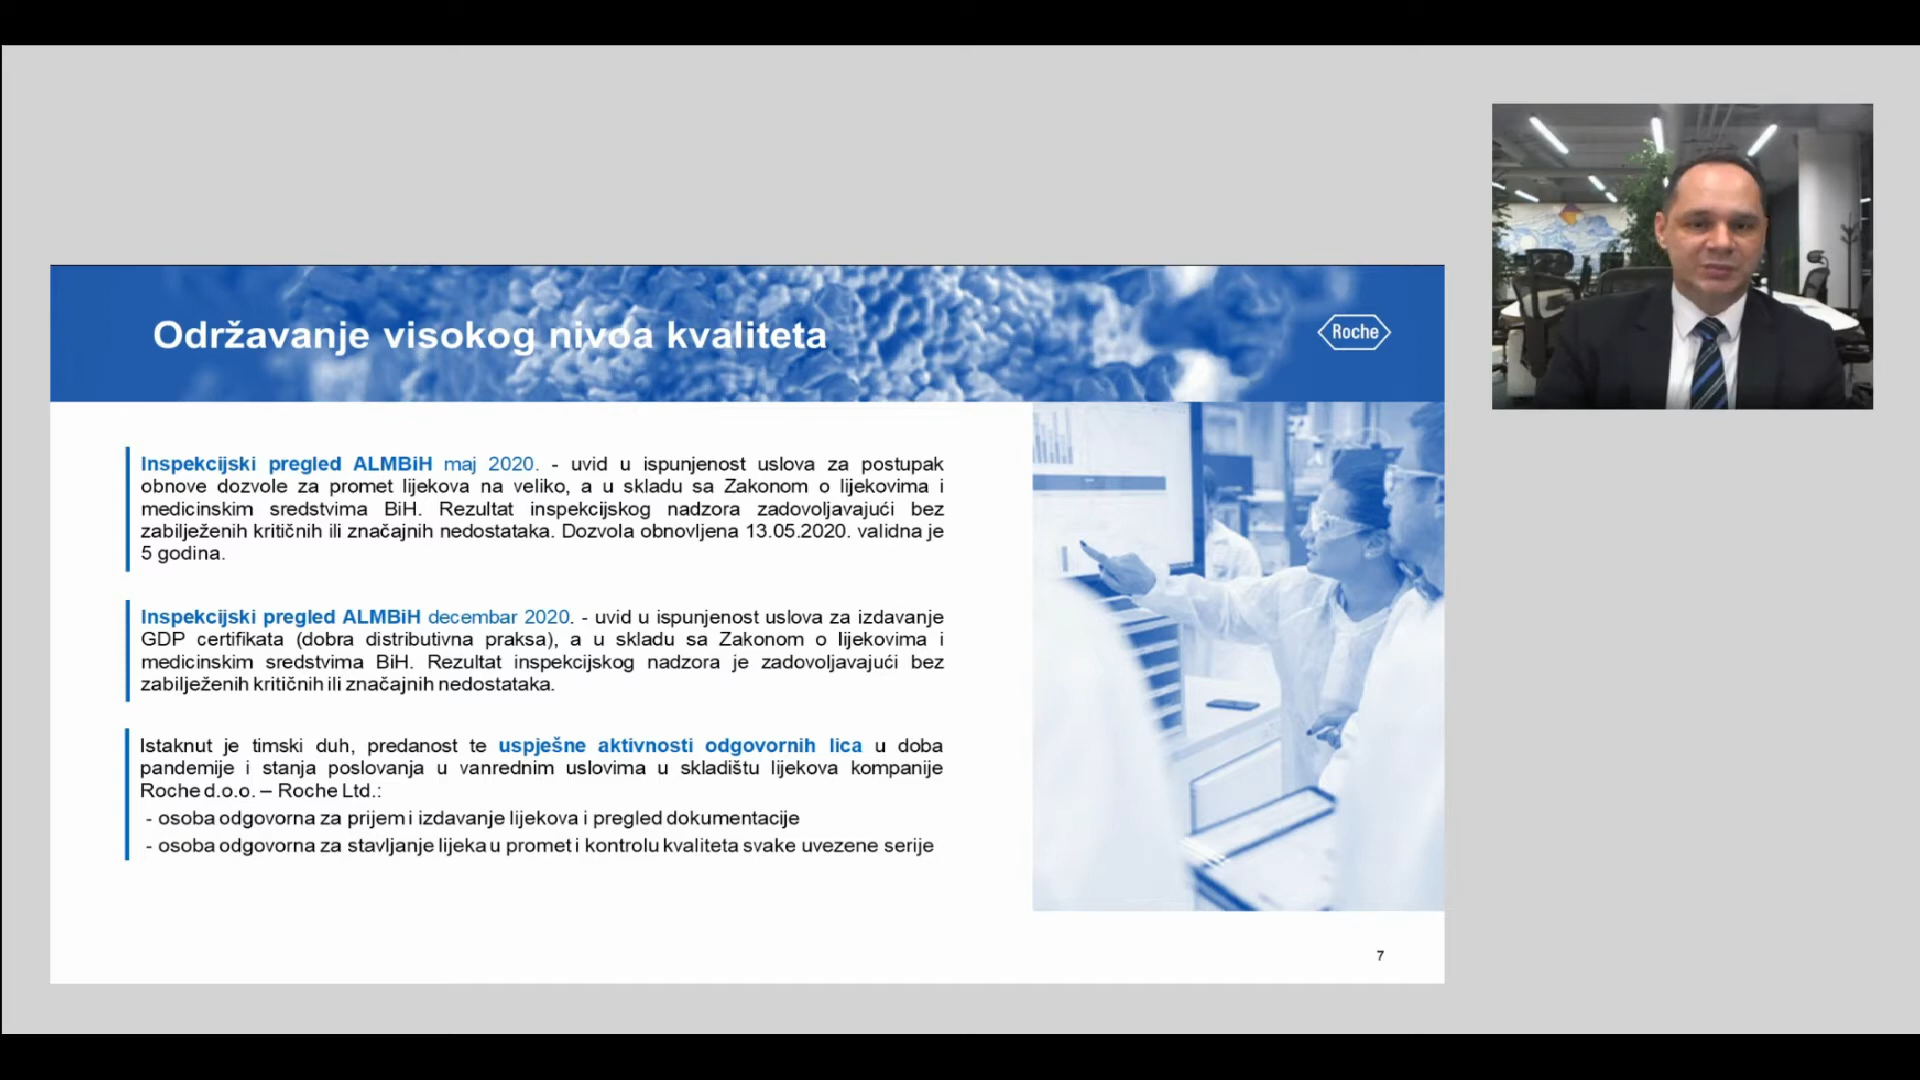 Održavanje visokog nivoa kvaliteta
Roche
Inspekcijski pregled ALMBiH maj 2020. - uvid u ispunjenost uslova za postupak
obnove dozvole za promet lijekova na veliko, a u skladu sa Zakonom o lijekovima i
medicinskim sredstvima BiH. Rezultat inspekcijskog nadzora zadovoljavajući bez
zabilježenih kritičnih ili značajnih nedostataka. Dozvola obnovljena 13.05.2020. validna je
5 godina.
Inspekcijski pregled ALMBiH decembar 2020. - uvid u ispunjenost uslova za izdavanje
GDP certifikata (dobra distributivna praksa), a u skladu sa Zakonom o lijekovima i
medicinskim sredstvima BiH. Rezultat inspekcijskog nadzora je zadovoljavajući bez
zabilježenih kritičnih ili značajnih nedostataka.
Istaknut je timski duh, predanost te uspješne aktivnosti odgovornih lica u doba
pandemije i stanja poslovanja u vanrednim uslovima u skladištu lijekova kompanije
Roche d.o.o. – Roche Ltd.:
- osoba odgovorna za prijem i izdavanje lijekova i pregled dokumentacije
- osoba odgovorna za stavljanje lijeka u promet i kontrolu kvaliteta svake uvezene serije
7